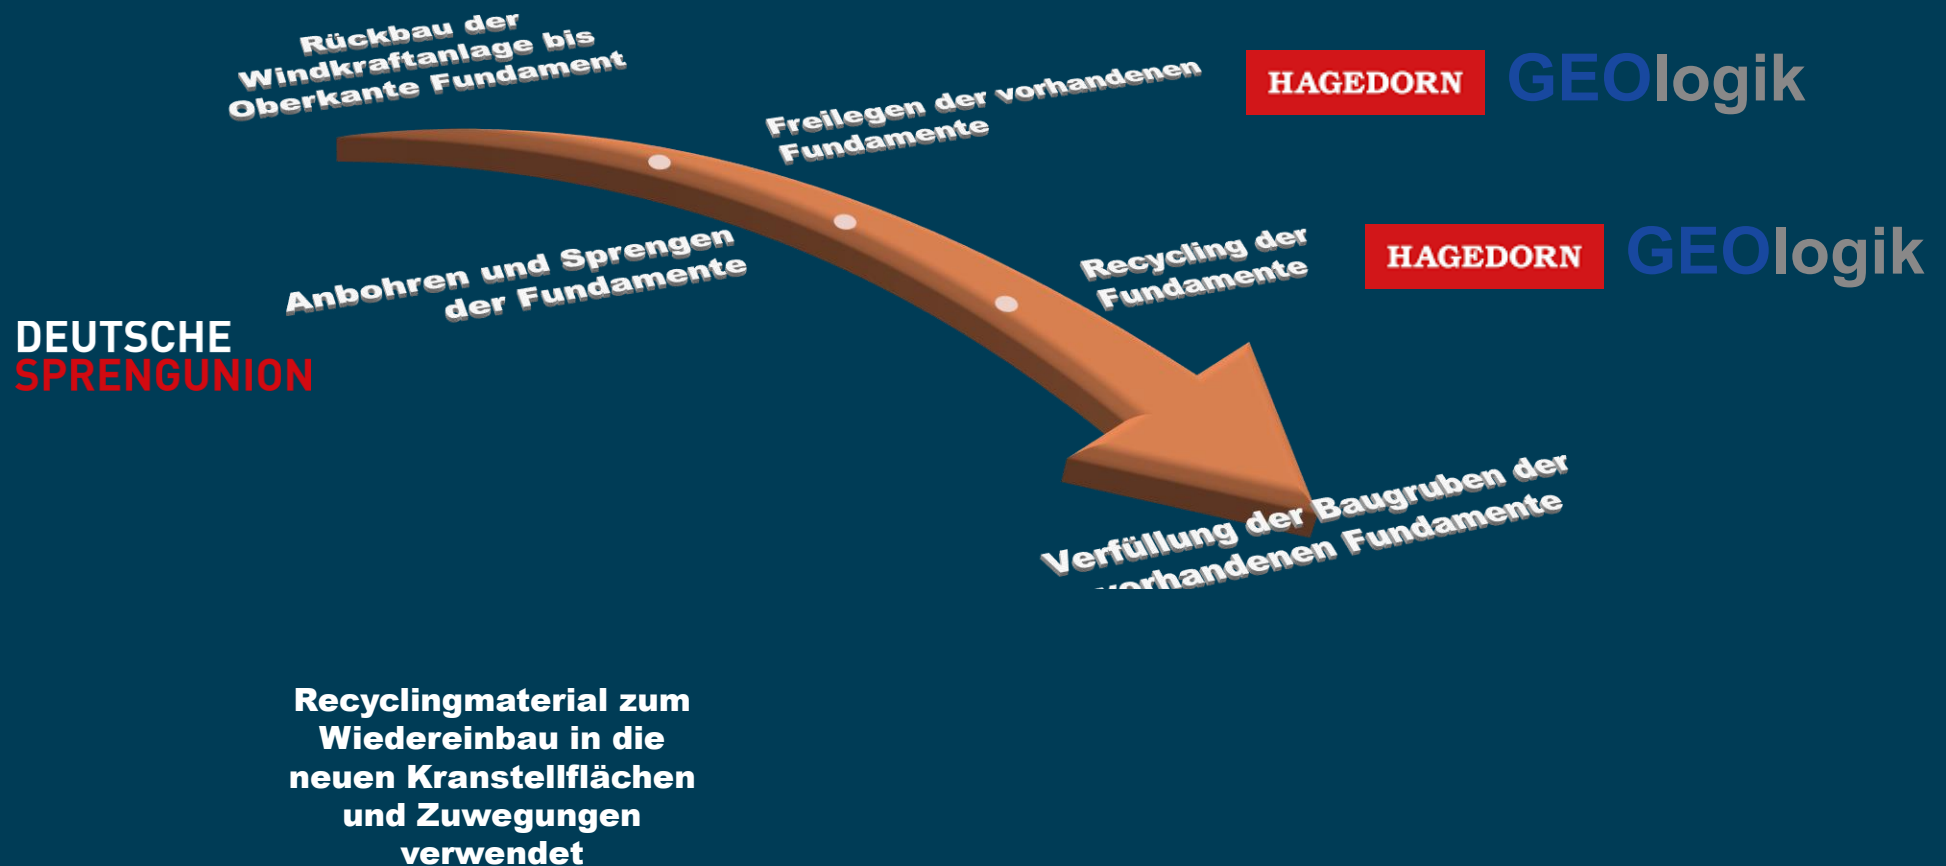 Rückbau der
Windkraftanlage bis
Oberkante Fundament
Freilegen der vorhandenen
Fundamente
HAGEDORN GEOlogik
Anbohren und Sprengen
der Fundamente
DEUTSCHE
SPRENGUNION
Recycling der
Fundamente
HAGEDORN GEOlogik
Verfüllung der Baugruben der
vorhandenen Fundamente
Recyclingmaterial zum
Wiedereinbau in die
neuen Kranstellflächen
und Zuwegungen
verwendet